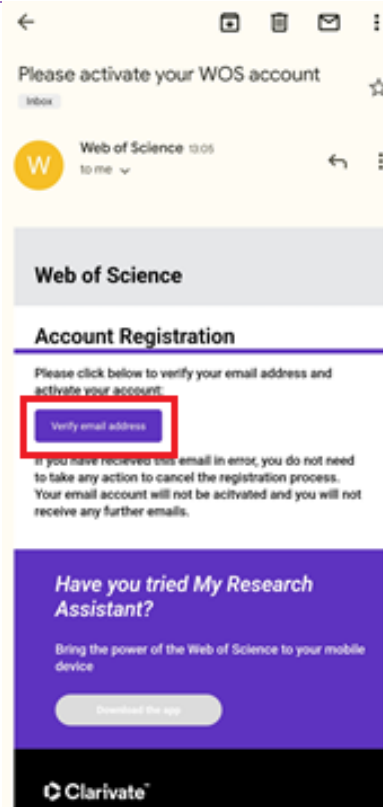 Please activate your WOS account
Inbox
W
Web of Science 13:05
to me
Web of Science
Account Registration
Please click below to verify your email address and
activate your account:
Verify email address
If you have recieved this email in error, you do not need
to take any action to cancel the registration process.
Your email account will not be acitvated and you will not
receive any further emails.
Have you tried My Research
Assistant?
Bring the power of the Web of Science to your mobile
device
Download the app
Clarivate™